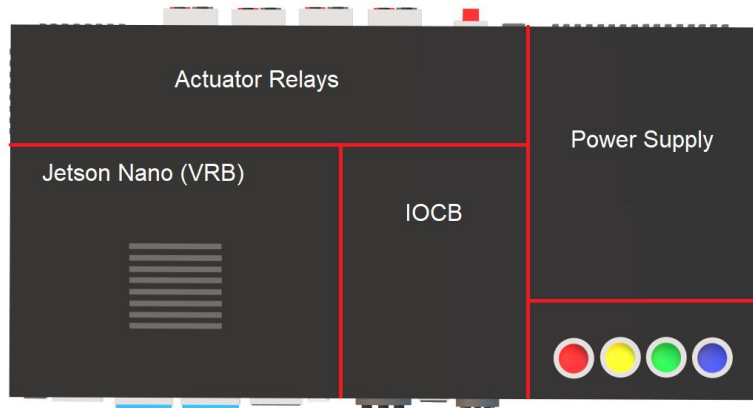 Actuator Relays
Power Supply
Jetson Nano (VRB)
IOCB